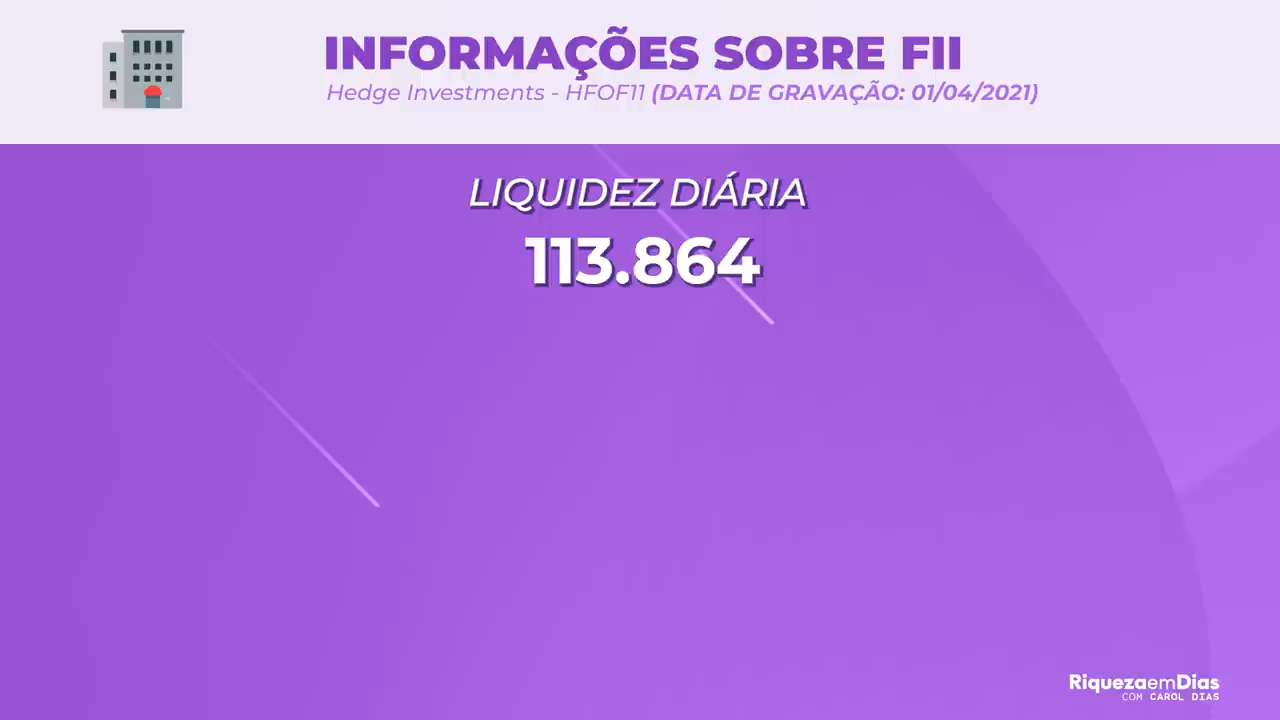 INFORMAÇÕES SOBRE FII
Hedge Investments - HFOF11 (DATA DE GRAVAÇÃO: 01/04/2021)
LIQUIDEZ DIÁRIA
113.864
RiquezaemDias
COM CAROL DIAS